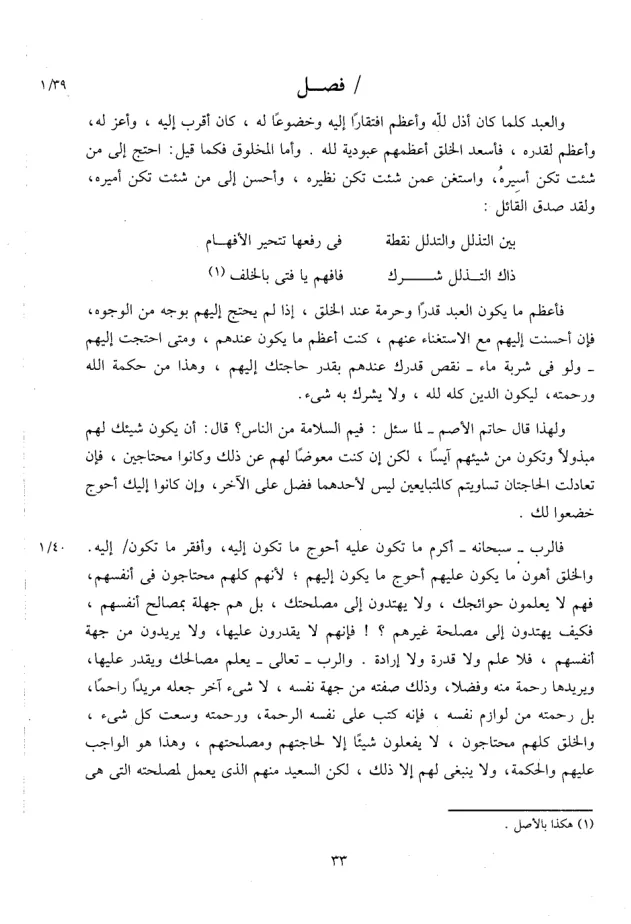 ١/٣٩
/ فصــل
والعبد كلما كان أذل لله وأعظم افتقارًا إليه وخضوعًا له ، كان أقرب إليه ، وأعز له،
وأعظم لقدره ، فأسعد الخلق أعظمهم عبودية لله . وأما المخلوق فكما قيل: احتج إلى من
شئت تكن أسيرهُ، واستغن عمن شئت تكن نظيره ، وأحسن إلى من شئت تكن أميره،
ولقد صدق القائل :
بين التذلل والتدلل نقطة في رفعها تتحير الأفهــام
ذاك التــذلل شــــرك فافهم يا فتى بالخلف (١)
فأعظم ما يكون العبد قدرًا وحرمة عند الخلق ، إذا لم يحتج إليهم بوجه من الوجوه،
فإن أحسنت إليهم مع الاستغناء عنهم ، كنت أعظم ما يكون عندهم ، ومتى احتجت إليهم
ـ ولو فى شربة ماء ـ نقص قدرك عندهم بقدر حاجتك إليهم ، وهذا من حكمة الله
ورحمته، ليكون الدين كله لله ، ولا يشرك به شىء.
ولهذا قال حاتم الأصم ـ لما سئل : فيم السلامة من الناس؟ قال: أن يكون شيئك لهم
مبذولاً وتكون من شيئهم آيسًا ، لكن إن كنت معوضًا لهم عن ذلك وكانوا محتاجين ، فإن
تعادلت الحاجتان تساويتم كالمتبايعين ليس لأحدهما فضل على الآخر، وإن كانوا إليك أحوج
خضعوا لك .
فالرب ـ سبحانه ـ أكرم ما تكون عليه أحوج ما تكون إليه، وأفقر ما تكون/ إليه. ١/٤٠
والخلق أهون ما يكون عليهم أحوج ما يكون إليهم ؛ لأنهم كلهم محتاجون فى أنفسهم،
فهم لا يعلمون حوائجك ، ولا يهتدون إلى مصلحتك ، بل هم جهلة بمصالح أنفسهم ،
فكيف يهتدون إلى مصلحة غيرهم ؟ ! فإنهم لا يقدرون عليها، ولا يريدون من جهة
أنفسهم ، فلا علم ولا قدرة ولا إرادة . والرب ـ تعالى ـ يعلم مصالحك ويقدر عليها،
ويريدها رحمة منه وفضلا، وذلك صفته من جهة نفسه ، لا شىء آخر جعله مريدًا راحمًا،
بل رحمته من لوازم نفسه ، فإنه كتب على نفسه الرحمة، ورحمته وسعت كل شىء ،
والخلق كلهم محتاجون ، لا يفعلون شيئًا إلا لحاجتهم ومصلحتهم ، وهذا هو الواجب
عليهم والحكمة، ولا ينبغى لهم إلا ذلك ، لكن السعيد منهم الذى يعمل لمصلحته التى هى
(١) هكذا بالأصل .
٣٣